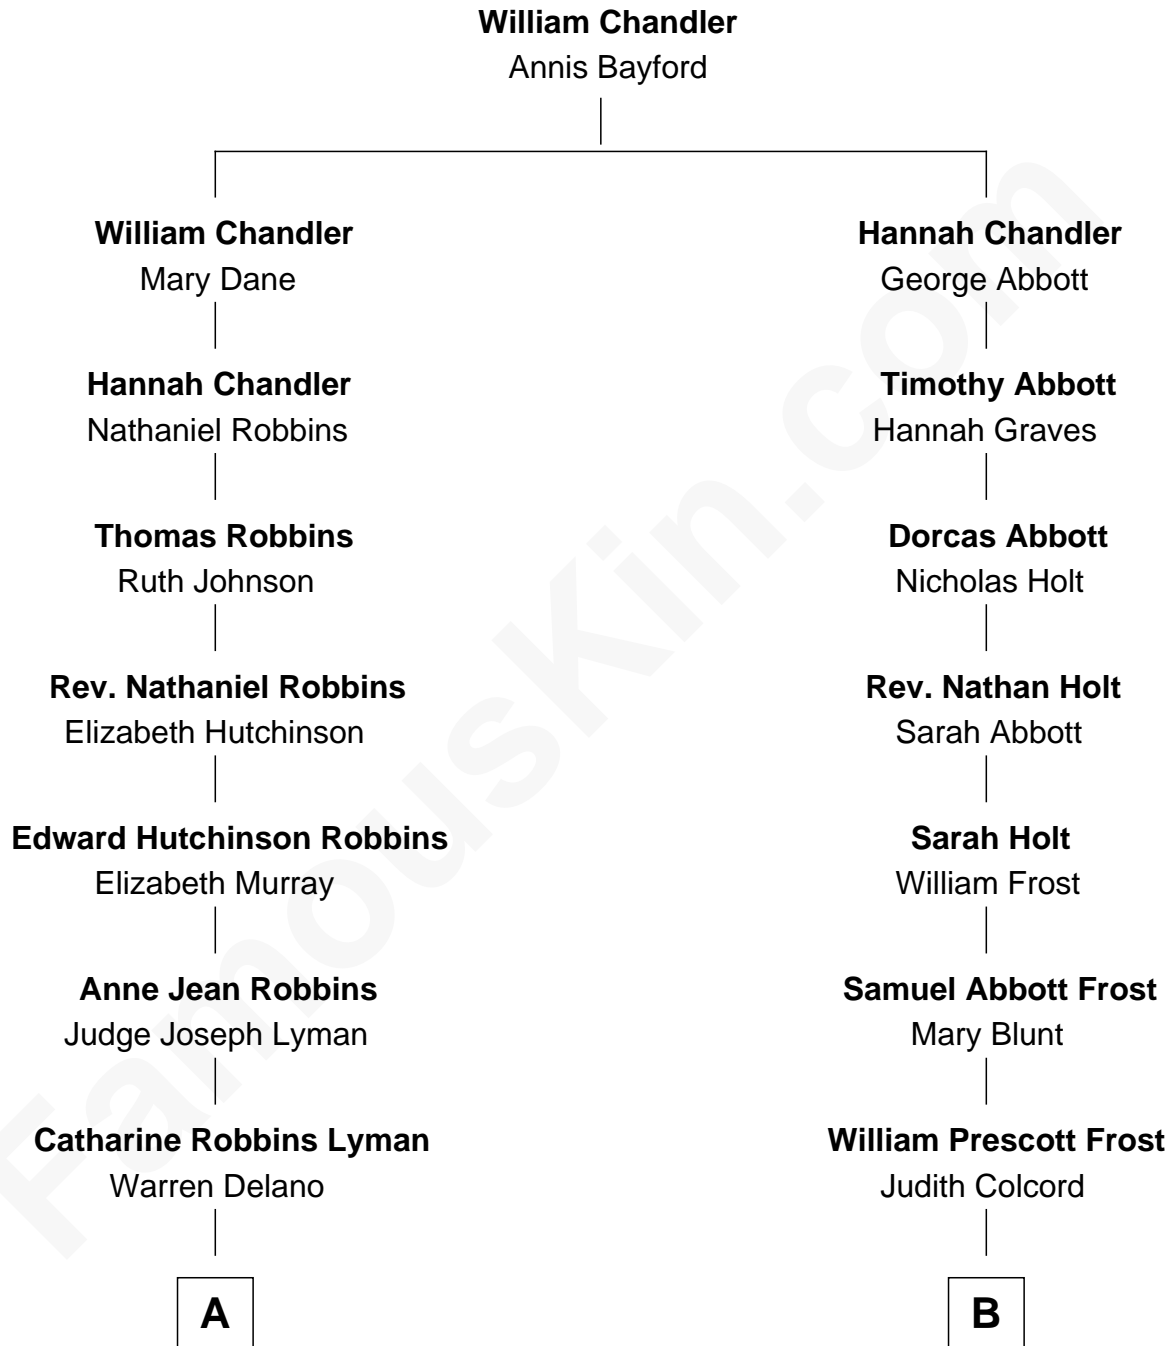 William Chandler
Annis Bayford
William Chandler
Mary Dane
Hannah Chandler
George Abbott
Hannah Chandler
Nathaniel Robbins
Timothy Abbott
Hannah Graves
Thomas Robbins
Ruth Johnson
Dorcas Abbott
Nicholas Holt
Rev. Nathaniel Robbins
Elizabeth Hutchinson
Rev. Nathan Holt
Sarah Abbott
Edward Hutchinson Robbins
Elizabeth Murray
Sarah Holt
William Frost
Anne Jean Robbins
Judge Joseph Lyman
Samuel Abbott Frost
Mary Blunt
Catharine Robbins Lyman
Warren Delano
William Prescott Frost
Judith Colcord
A
B
FamousKin.com